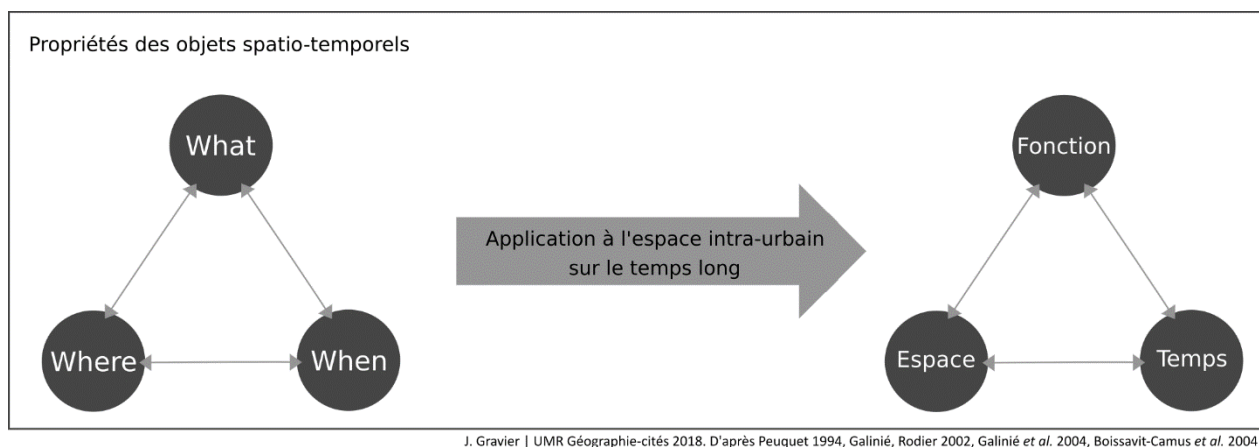 Propriétés des objets spatio-temporels
What
Where
When
Application à l'espace intra-urbain
sur le temps long
Fonction
Espace
Temps
J. Gravier | UMR Géographie-cités 2018. D'après Peuquet 1994, Galinié, Rodier 2002, Galinié et al. 2004, Boissavit-Camus et al. 2004